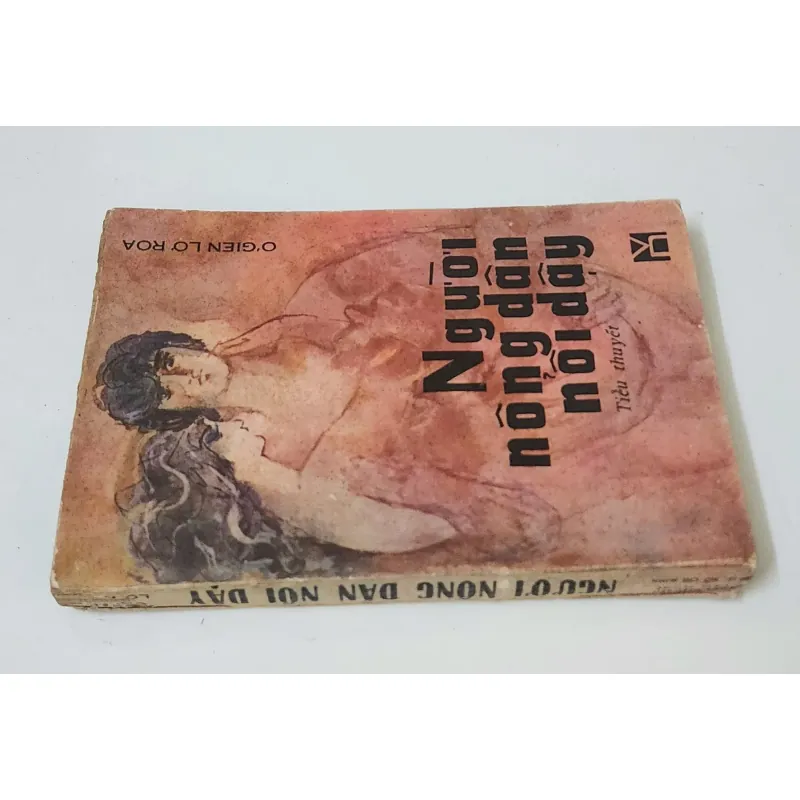 Ơ'GIEN LƠ ROA
Người
nông dân
nổi dậy
Tiểu thuyết
NGƯỜI NÔNG DÂN NỔI DẬY